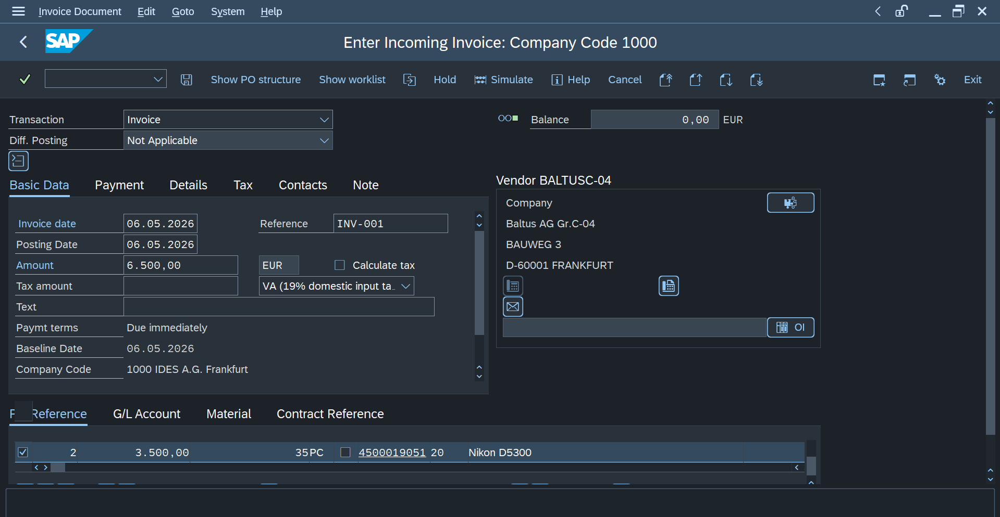 Invoice Document Edit Goto System Help
SAP
Enter Incoming Invoice: Company Code 1000
Show PO structure Show worklist Hold Simulate Help Cancel Exit
Transaction Invoice
Balance 0,00 EUR
Diff. Posting Not Applicable
Basic Data Payment Details Tax Contacts Note
Invoice date 06.05.2026 Reference INV-001
Posting Date 06.05.2026
Amount 6.500,00 EUR Calculate tax
Tax amount VA (19% domestic input ta…
Text
Paymt terms Due immediately
Baseline Date 06.05.2026
Company Code 1000 IDES A.G. Frankfurt
Vendor BALTUSC-04
Company
Baltus AG Gr.C-04
BAUWEG 3
D-60001 FRANKFURT
OI
Reference G/L Account Material Contract Reference
2 3.500,00 35 PC 4500019051 20 Nikon D5300